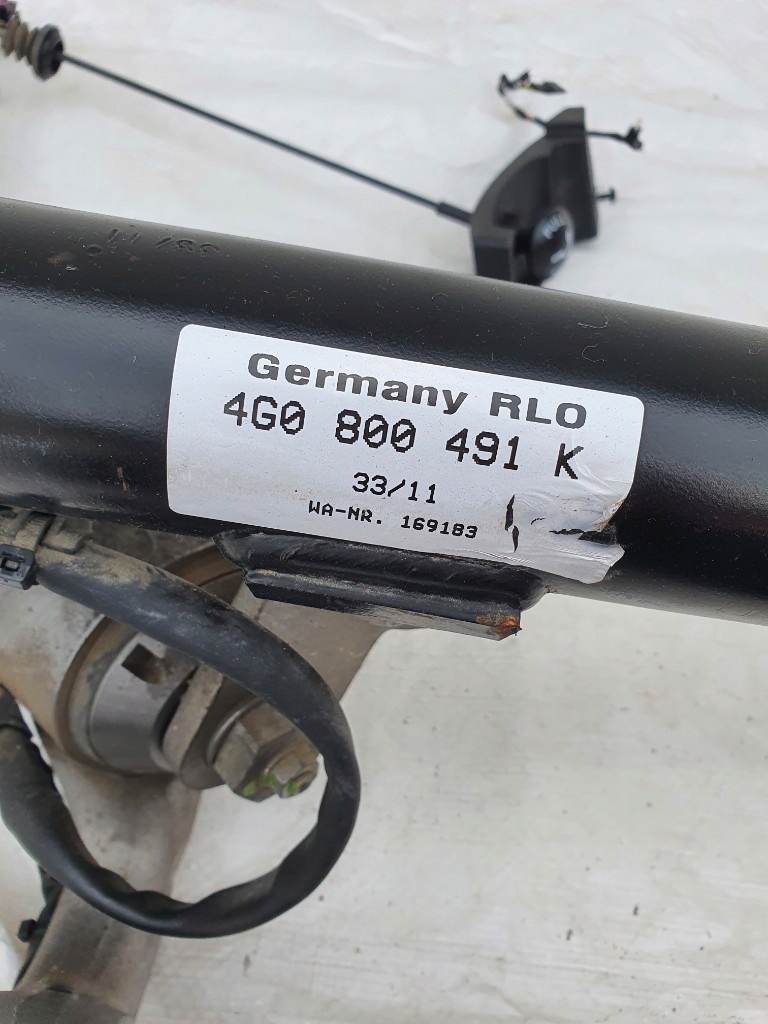 Germany RLO
4G0 800 491 K
33/11
WA-NR. 169183